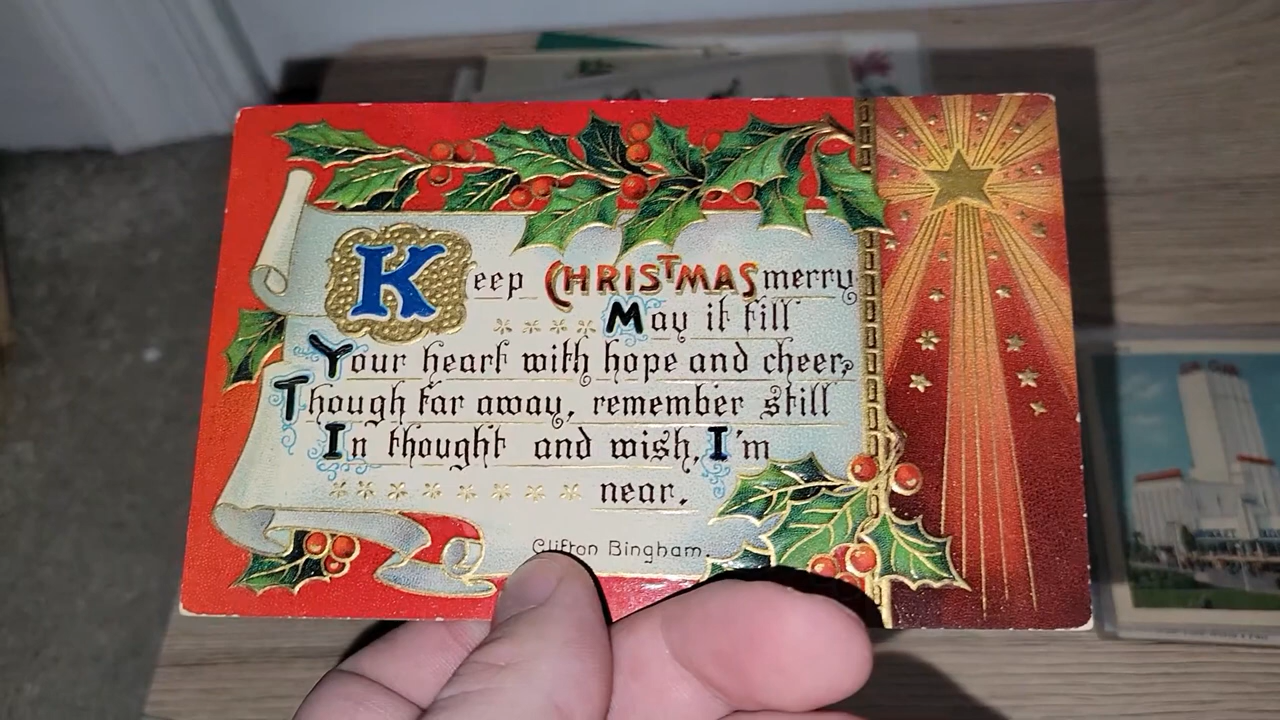 Keep CHRISTMAS merry
May it fill
Your heart with hope and cheer,
Though far away, remember still
In thought and wish, I'm
near.
Clifton Bingham.